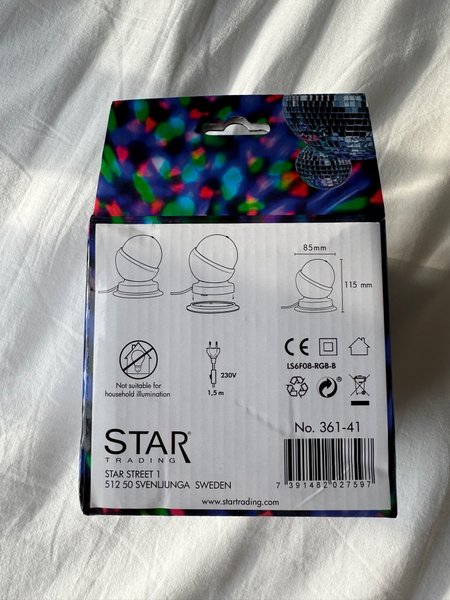 85mm
115 mm
Not suitable for
household illumination
230V
1,5 m
CE
LS6F08-RGB-B
No. 361-41
STAR®
TRADING
STAR STREET 1
512 50 SVENLJUNGA SWEDEN
7 391482 027597
www.startrading.com